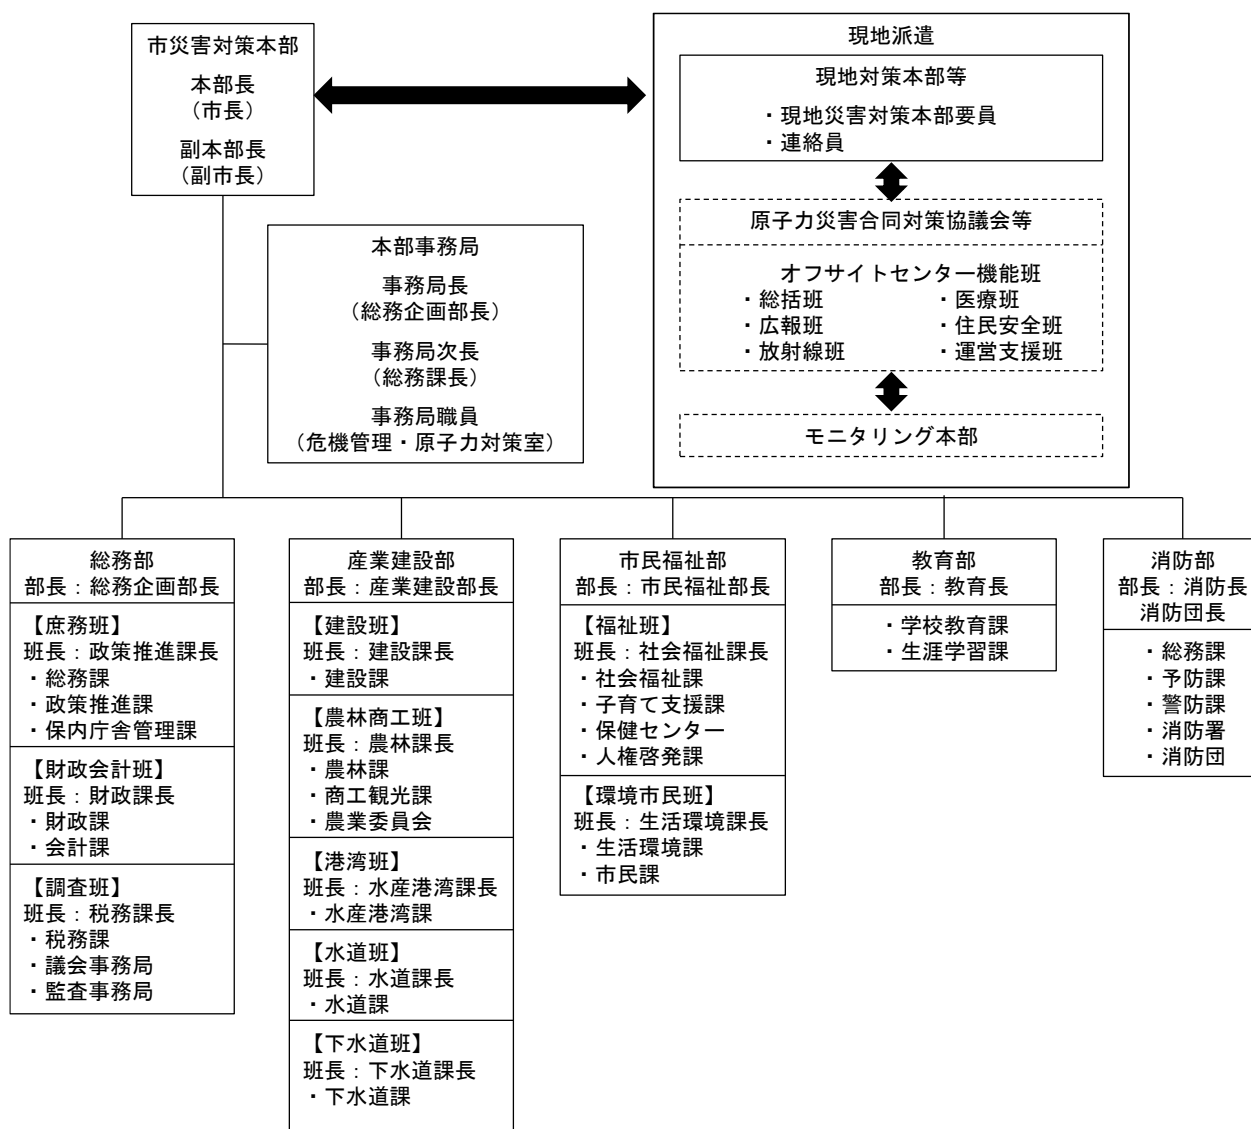 市災害対策本部
本部長
(市長)
副本部長
(副市長)
現地派遣
現地対策本部等
・現地災害対策本部要員
・連絡員
原子力災害合同対策協議会等
オフサイトセンター機能班
・総括班
・医療班
・広報班
・住民安全班
・放射線班
・運営支援班
モニタリング本部
本部事務局
事務局長
(総務企画部長)
事務局次長
(総務課長)
事務局職員
(危機管理・原子力対策室)
総務部
部長：総務企画部長
【庶務班】
班長：政策推進課長
・総務課
・政策推進課
・保内庁舎管理課
【財政会計班】
班長：財政課長
・財政課
・会計課
【調査班】
班長：税務課長
・税務課
・議会事務局
・監査事務局
産業建設部
部長：産業建設部長
【建設班】
班長：建設課長
・建設課
【農林商工班】
班長：農林課長
・農林課
・商工観光課
・農業委員会
【港湾班】
班長：水産港湾課長
・水産港湾課
【水道班】
班長：水道課長
・水道課
【下水道班】
班長：下水道課長
・下水道課
市民福祉部
部長：市民福祉部長
【福祉班】
班長：社会福祉課長
・社会福祉課
・子育て支援課
・保健センター
・人権啓発課
【環境市民班】
班長：生活環境課長
・生活環境課
・市民課
教育部
部長：教育長
・学校教育課
・生涯学習課
消防部
部長：消防長
消防団長
・総務課
・予防課
・警防課
・消防署
・消防団